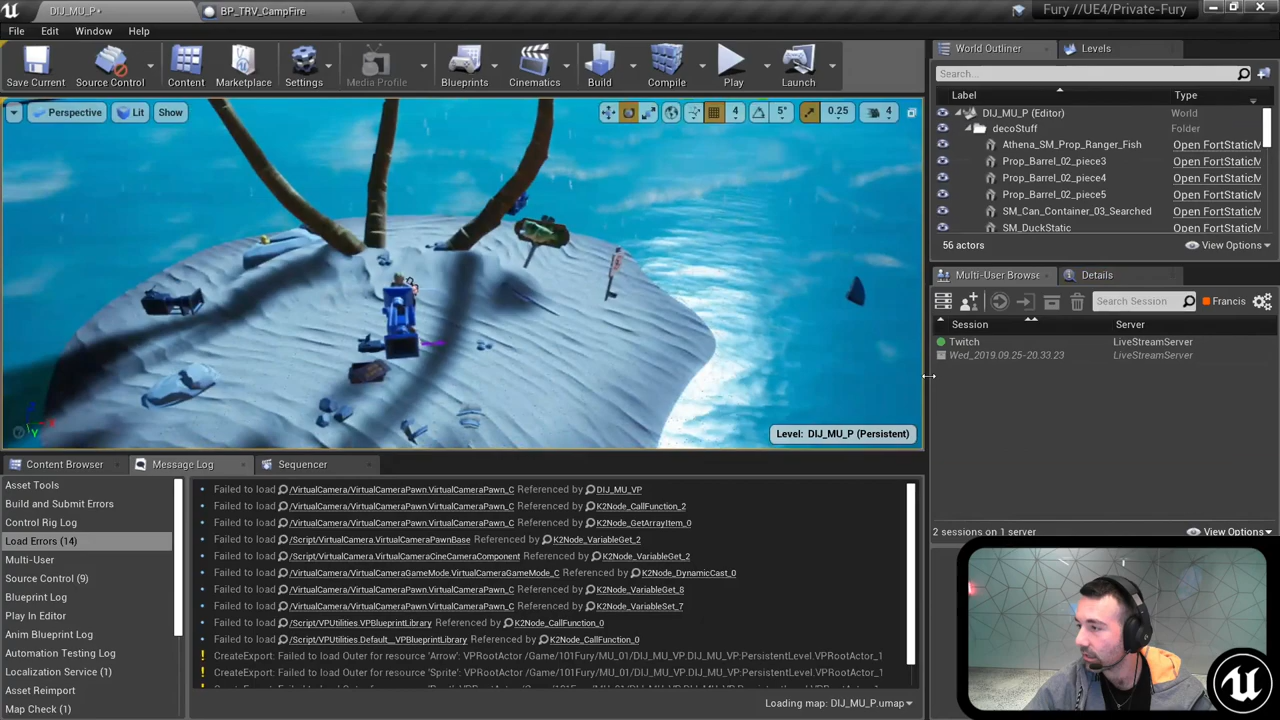 DIJ_MU_P*
BP_TRV_CampFire
Fury //UE4/Private-Fury
File Edit Window Help
Save Current
Source Control
Content
Marketplace
Settings
Media Profile
Blueprints
Cinematics
Build
Compile
Play
Launch
World Outliner
Levels
Search...
Label Type
Perspective
Lit
Show
4
5°
0.25
4
DIJ_MU_P (Editor) World
decoStuff Folder
Athena_SM_Prop_Ranger_Fish Open FortStaticM
Prop_Barrel_02_piece3 Open FortStaticM
Prop_Barrel_02_piece4 Open FortStaticM
Prop_Barrel_02_piece5 Open FortStaticM
SM_Can_Container_03_Searched Open FortStaticM
SM_DuckStatic Open FortStaticM
56 actors
View Options
Multi-User Browse
Details
Search Session
Francis
Session Server
Twitch LiveStreamServer
Wed_2019.09.25-20.33.23 LiveStreamServer
2 sessions on 1 server
View Options
Level: DIJ_MU_P (Persistent)
Content Browser
Message Log
Sequencer
Asset Tools
Build and Submit Errors
Control Rig Log
Load Errors (14)
Multi-User
Source Control (9)
Blueprint Log
Play In Editor
Anim Blueprint Log
Automation Testing Log
Localization Service (1)
Asset Reimport
Map Check (1)
Failed to load /VirtualCamera/VirtualCameraPawn.VirtualCameraPawn_C Referenced by DIJ_MU_VP
Failed to load /VirtualCamera/VirtualCameraPawn.VirtualCameraPawn_C Referenced by K2Node_CallFunction_2
Failed to load /VirtualCamera/VirtualCameraPawn.VirtualCameraPawn_C Referenced by K2Node_GetArrayItem_0
Failed to load /Script/VirtualCamera.VirtualCameraPawnBase Referenced by K2Node_VariableGet_2
Failed to load /Script/VirtualCamera.VirtualCameraCineCameraComponent Referenced by K2Node_VariableGet_2
Failed to load /VirtualCamera/VirtualCameraGameMode.VirtualCameraGameMode_C Referenced by K2Node_DynamicCast_0
Failed to load /VirtualCamera/VirtualCameraPawn.VirtualCameraPawn_C Referenced by K2Node_VariableGet_8
Failed to load /VirtualCamera/VirtualCameraPawn.VirtualCameraPawn_C Referenced by K2Node_VariableSet_7
Failed to load /Script/VPUtilities.VPBlueprintLibrary Referenced by K2Node_CallFunction_0
Failed to load /Script/VPUtilities.Default__VPBlueprintLibrary Referenced by K2Node_CallFunction_0
CreateExport: Failed to load Outer for resource 'Arrow': VPRootActor /Game/101Fury/MU_01/DIJ_MU_VP.DIJ_MU_VP:PersistentLevel.VPRootActor_1
CreateExport: Failed to load Outer for resource 'Sprite': VPRootActor /Game/101Fury/MU_01/DIJ_MU_VP.DIJ_MU_VP:PersistentLevel.VPRootActor_1
Loading map: DIJ_MU_P.umap